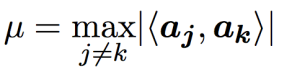 μ = max_{j≠k} |⟨a_j, a_k⟩|